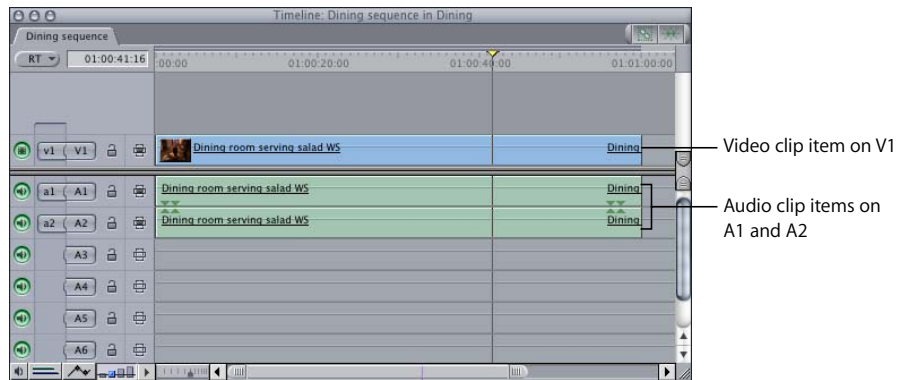 Timeline: Dining sequence in Dining
Dining sequence
RT 01:00:41:16 :00:00 01:00:20:00 01:00:40:00 01:01:00:00
v1 V1 Dining room serving salad WS Dining
Video clip item on V1
a1 A1 Dining room serving salad WS Dining
a2 A2 Dining room serving salad WS Dining
Audio clip items on
A1 and A2
A3
A4
A5
A6